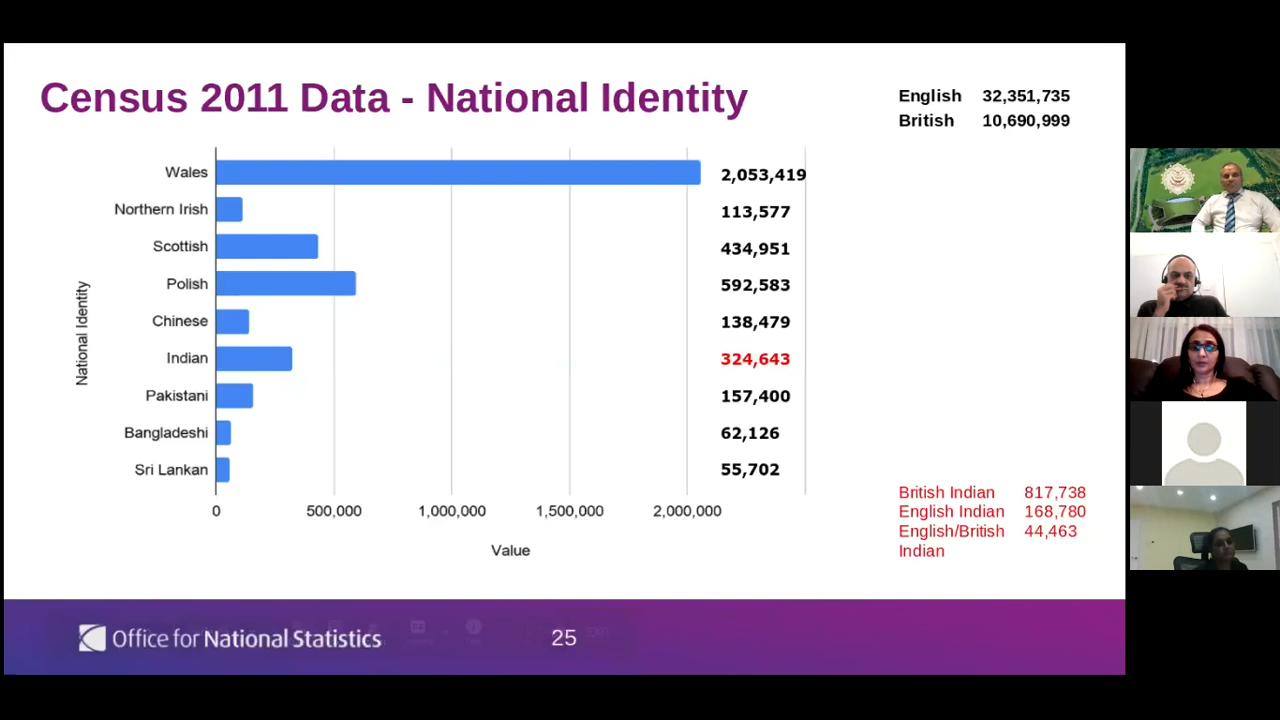 Census 2011 Data - National Identity
English 32,351,735
British 10,690,999
National Identity
Wales 2,053,419
Northern Irish 113,577
Scottish 434,951
Polish 592,583
Chinese 138,479
Indian 324,643
Pakistani 157,400
Bangladeshi 62,126
Sri Lankan 55,702
0 500,000 1,000,000 1,500,000 2,000,000
Value
British Indian 817,738
English Indian 168,780
English/British 44,463
Indian
Office for National Statistics 25